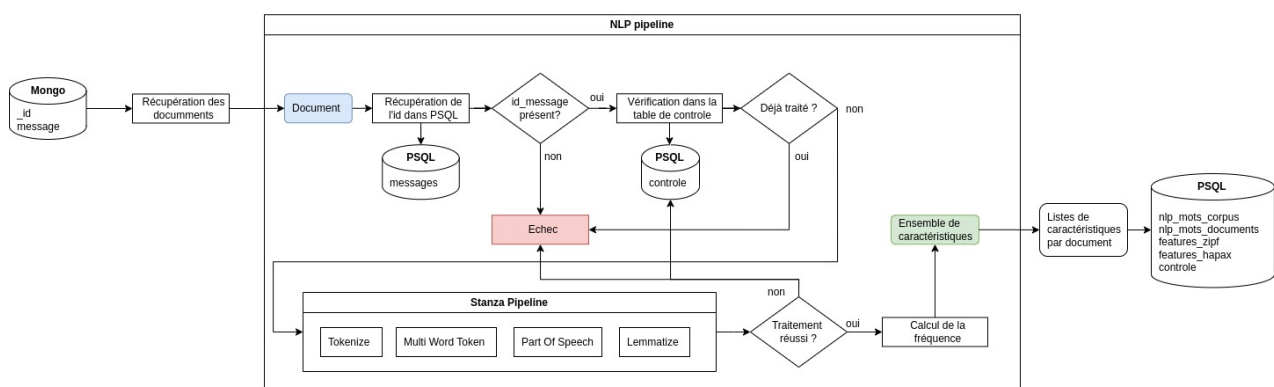 NLP pipeline
Mongo
_id
message
Récupération des
documments
Document
Récupération de
l'id dans PSQL
PSQL
messages
id_message
présent?
oui
non
Vérification dans la
table de controle
PSQL
controle
Déjà traité ?
non
oui
Echec
Stanza Pipeline
Tokenize
Multi Word Token
Part Of Speech
Lemmatize
Traitement
réussi ?
non
oui
Calcul de la
fréquence
Ensemble de
caractéristiques
Listes de
caractéristiques
par document
PSQL
nlp_mots_corpus
nlp_mots_documents
features_zipf
features_hapax
controle